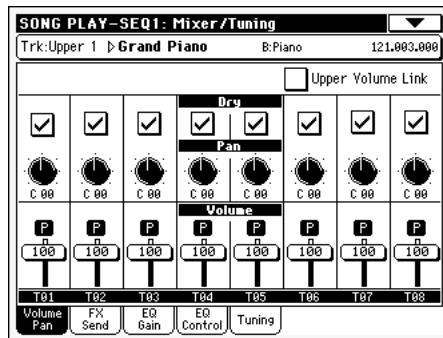 SONG PLAY-SEQ1: Mixer/Tuning
Trk:Upper 1 Grand Piano B:Piano 121.003.000
Upper Volume Link
Dry
Pan
C 00 C 00 C 00 C 00 C 00 C 00 C 00 C 00
Volume
P P P P P P P P
100 100 100 100 100 100 100 100
T01 T02 T03 T04 T05 T06 T07 T08
Volume Pan FX Send EQ Gain EQ Control Tuning